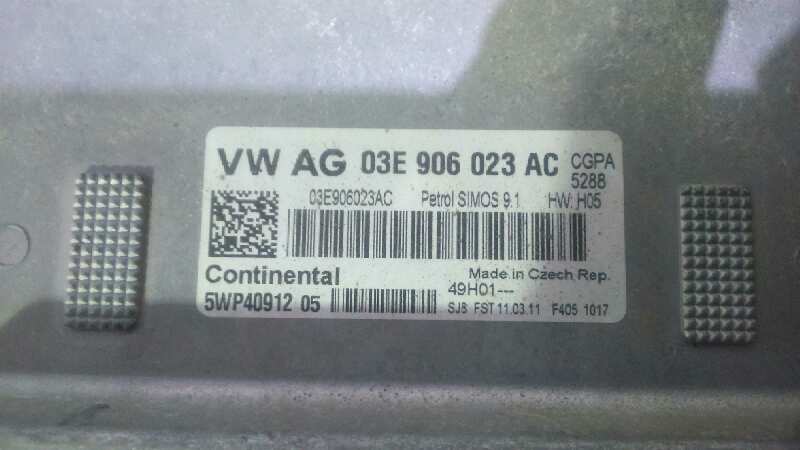 VW AG 03E 906 023 AC CGPA
5288
03E906023AC Petrol SIMOS 9.1 HW: H05
Continental Made in Czech Rep.
49H01---
5WP40912 05 SJB FST 11.03.11 F405 1017